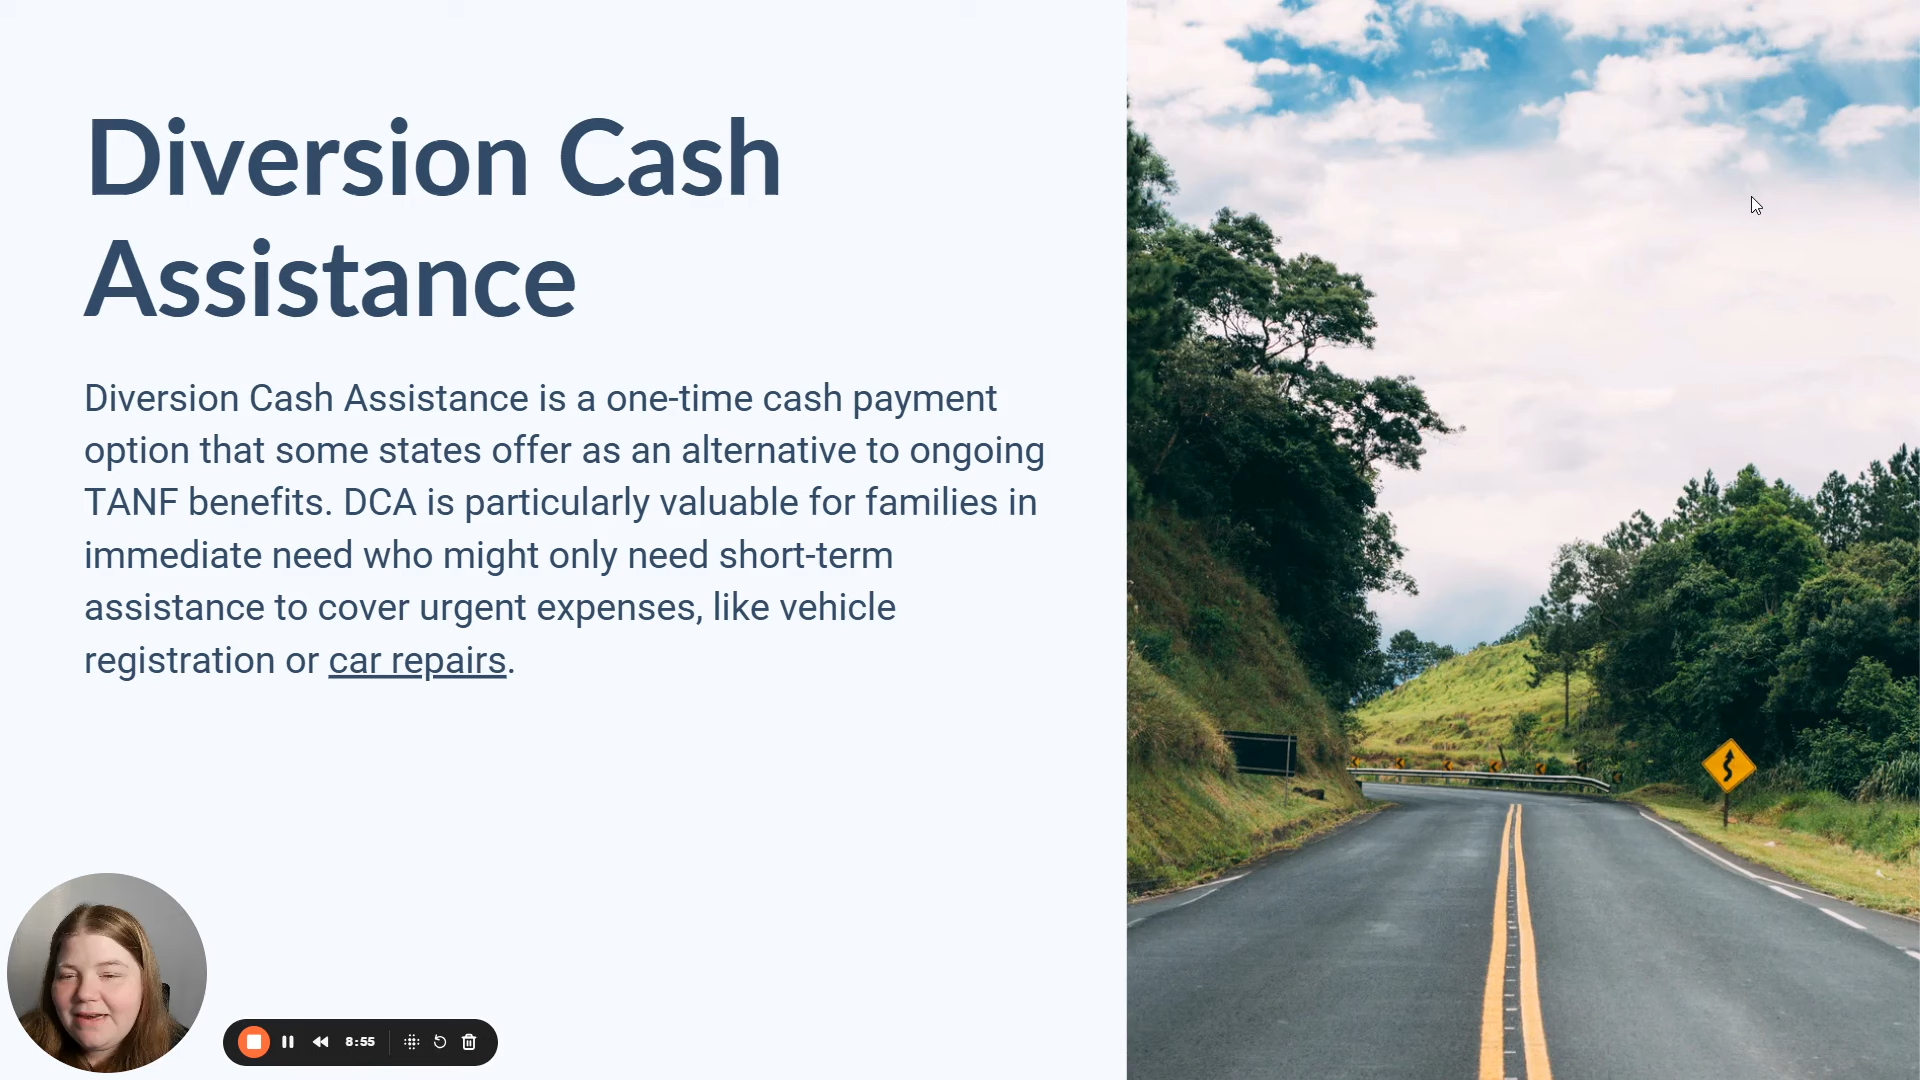 Diversion Cash
Assistance
Diversion Cash Assistance is a one-time cash payment
option that some states offer as an alternative to ongoing
TANF benefits. DCA is particularly valuable for families in
immediate need who might only need short-term
assistance to cover urgent expenses, like vehicle
registration or car repairs.
8:55